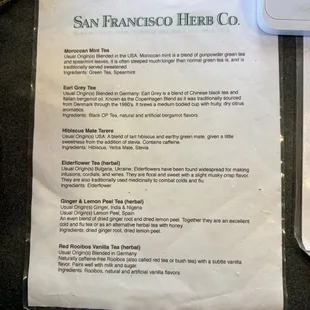 SAN FRANCISCO HERB CO.
Moroccan Mint Tea
Usual Origin(s) Blended in the USA. Moroccan mint is a blend of gunpowder green tea
and spearmint leaves. It is often steeped much longer than normal green tea is, and is
traditionally served sweetened
Ingredients: Green Tea, Spearmint
Earl Grey Tea
Usual Origin(s) Blended in Germany: Earl Grey is a blend of Chinese black tea and
Italian bergamot oil. Known as the Copenhagen Blend as it was traditionally sourced
from Denmark through the 1980's. It brews a medium bodied cup with fruity, dry citrus
aromatics.
Ingredients: Black OP Tea, natural and artificial bergamot flavors
Hibiscus Mate Tarere
Usual Origin(s) USA: A blend of tart hibiscus and earthy green mate, given a little
sweetness from the addition of stevia. Contains caffeine.
Ingredients: Hibiscus, Yerba Mate, Stevia
Elderflower Tea (herbal)
Usual Origin(s) Bulgaria, Ukraine; Elderflowers have been found widespread for making
infusions, cordials, and wines. They are floral and sweet with a slight musky crisp flavor.
They are also traditionally used medicinally to combat colds and flu.
Ingredients: Elderflower
Ginger & Lemon Peel Tea (herbal)
Usual Origin(s) Ginger, India & Nigeria
Usual Origin(s) Lemon Peel, Spain
An even blend of dried ginger root and dried lemon peel. Together they are an excellent
cold and flu tea or as an alternative herbal tea with honey.
Ingredients: dried ginger root, dried lemon peel.
Red Rooibos Vanilla Tea (herbal)
Usual Origin(s) Blended in Germany
Naturally caffeine-free Rooibos (also called red tea or bush tea) with a subtle vanilla
flavor. Pairs well with milk and sugar.
Ingredients: Rooibos, natural and artificial vanilla flavors